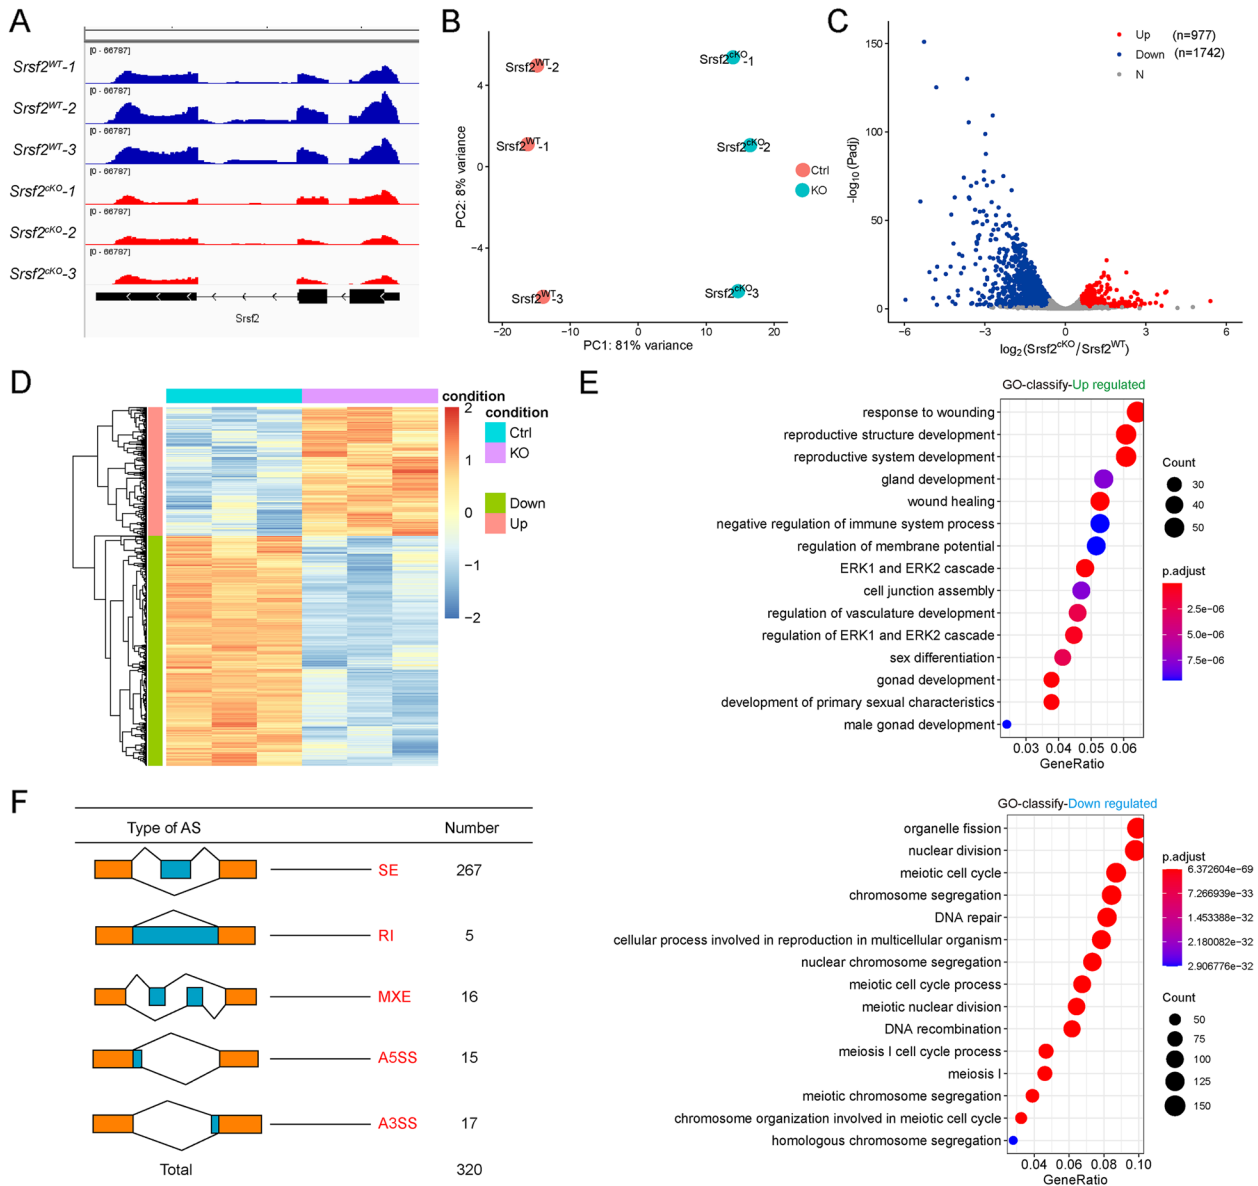 A
[0 - 66787]
Srsf2WT-1
[0 - 66787]
Srsf2WT-2
[0 - 66787]
Srsf2WT-3
[0 - 66787]
Srsf2cKO-1
[0 - 66787]
Srsf2cKO-2
[0 - 66787]
Srsf2cKO-3
Srsf2
B
PC2: 8% variance
4
0
−4
Srsf2WT-2
Srsf2cKO-1
Srsf2WT-1
Srsf2cKO-2
Srsf2WT-3
Srsf2cKO-3
Ctrl
KO
−20 −10 0 10 20
PC1: 81% variance
C
-log10(Padj)
150
100
50
0
Up (n=977)
Down (n=1742)
N
−6 −3 0 3 6
log2(Srsf2cKO/Srsf2WT)
D
condition
2
1
0
−1
−2
condition
Ctrl
KO
Down
Up
E
GO-classify-Up regulated
response to wounding
reproductive structure development
reproductive system development
gland development
wound healing
negative regulation of immune system process
regulation of membrane potential
ERK1 and ERK2 cascade
cell junction assembly
regulation of vasculature development
regulation of ERK1 and ERK2 cascade
sex differentiation
gonad development
development of primary sexual characteristics
male gonad development
0.03 0.04 0.05 0.06
GeneRatio
Count
30
40
50
p.adjust
2.5e−06
5.0e−06
7.5e−06
GO-classify-Down regulated
organelle fission
nuclear division
meiotic cell cycle
chromosome segregation
DNA repair
cellular process involved in reproduction in multicellular organism
nuclear chromosome segregation
meiotic cell cycle process
meiotic nuclear division
DNA recombination
meiosis I cell cycle process
meiosis I
meiotic chromosome segregation
chromosome organization involved in meiotic cell cycle
homologous chromosome segregation
0.04 0.06 0.08 0.10
GeneRatio
p.adjust
6.372604e−69
7.266939e−33
1.453388e−32
2.180082e−32
2.906776e−32
Count
50
75
100
125
150
F
Type of AS Number
SE 267
RI 5
MXE 16
A5SS 15
A3SS 17
Total 320